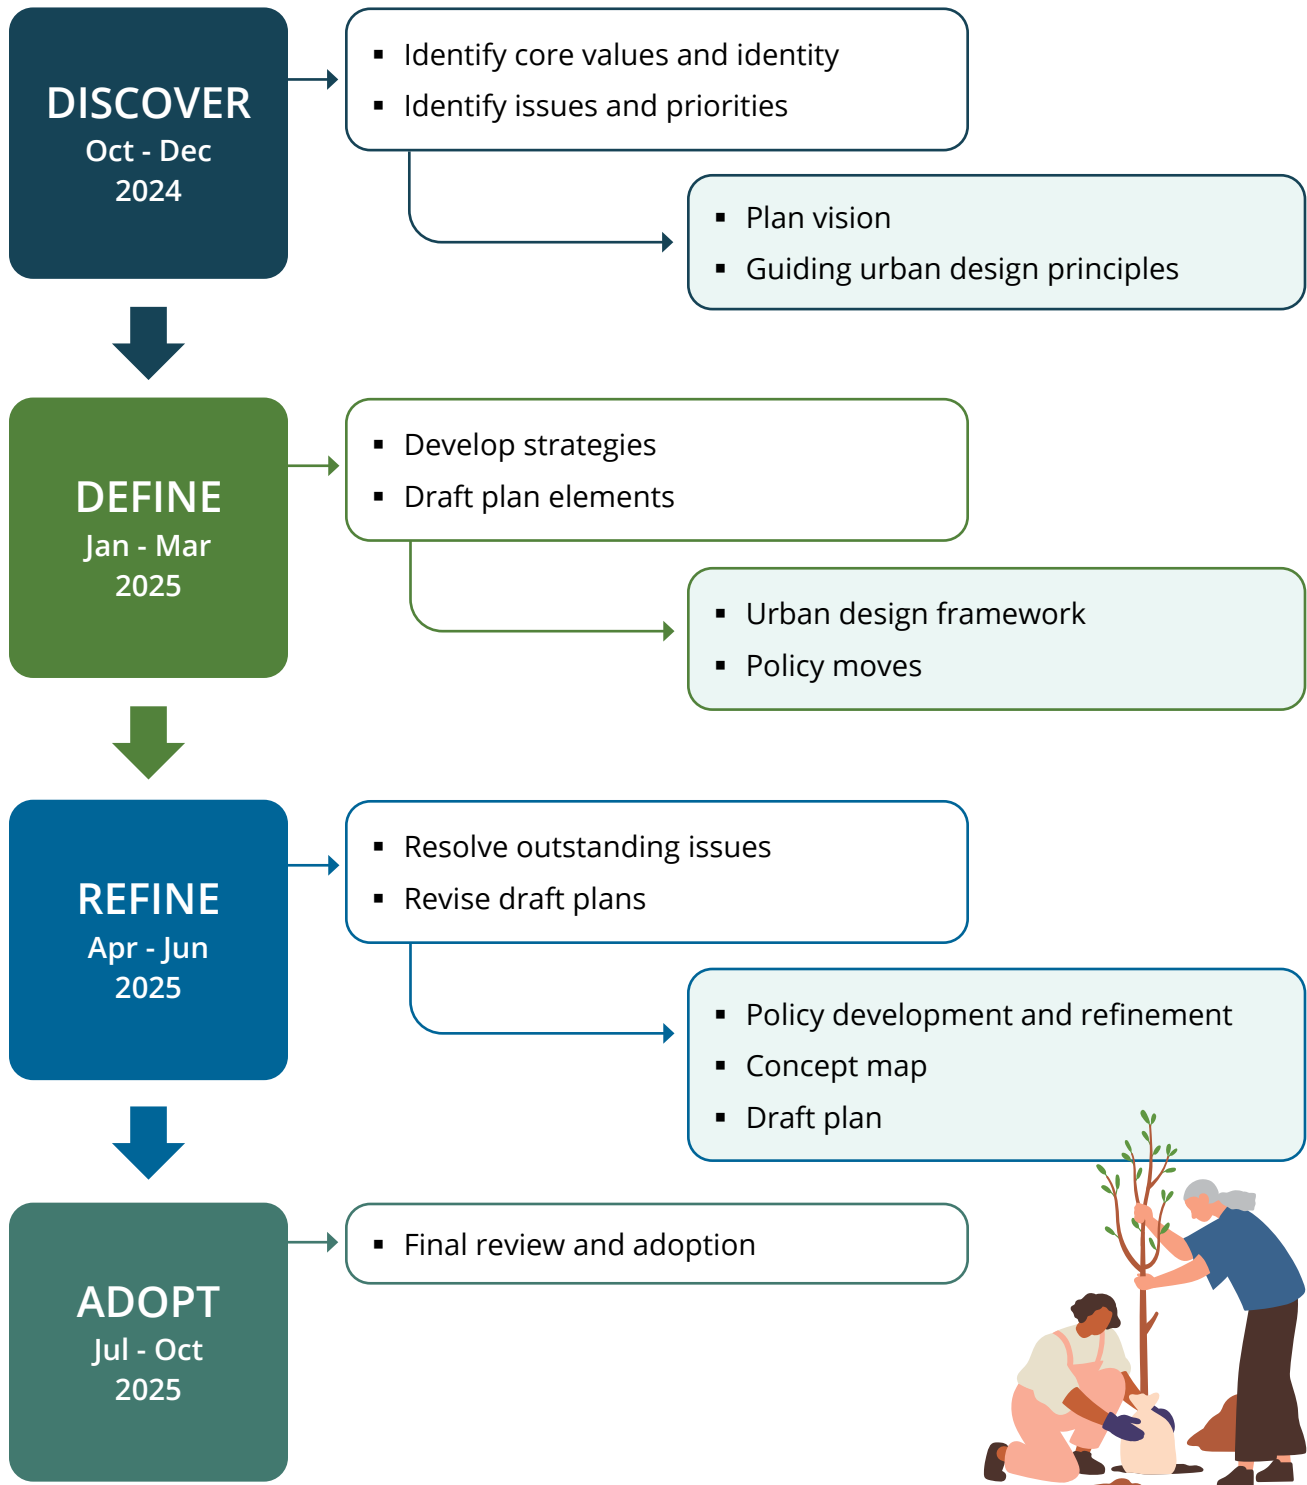 DISCOVER
Oct - Dec
2024
▪ Identify core values and identity
▪ Identify issues and priorities
▪ Plan vision
▪ Guiding urban design principles
DEFINE
Jan - Mar
2025
▪ Develop strategies
▪ Draft plan elements
▪ Urban design framework
▪ Policy moves
REFINE
Apr - Jun
2025
▪ Resolve outstanding issues
▪ Revise draft plans
▪ Policy development and refinement
▪ Concept map
▪ Draft plan
ADOPT
Jul - Oct
2025
▪ Final review and adoption